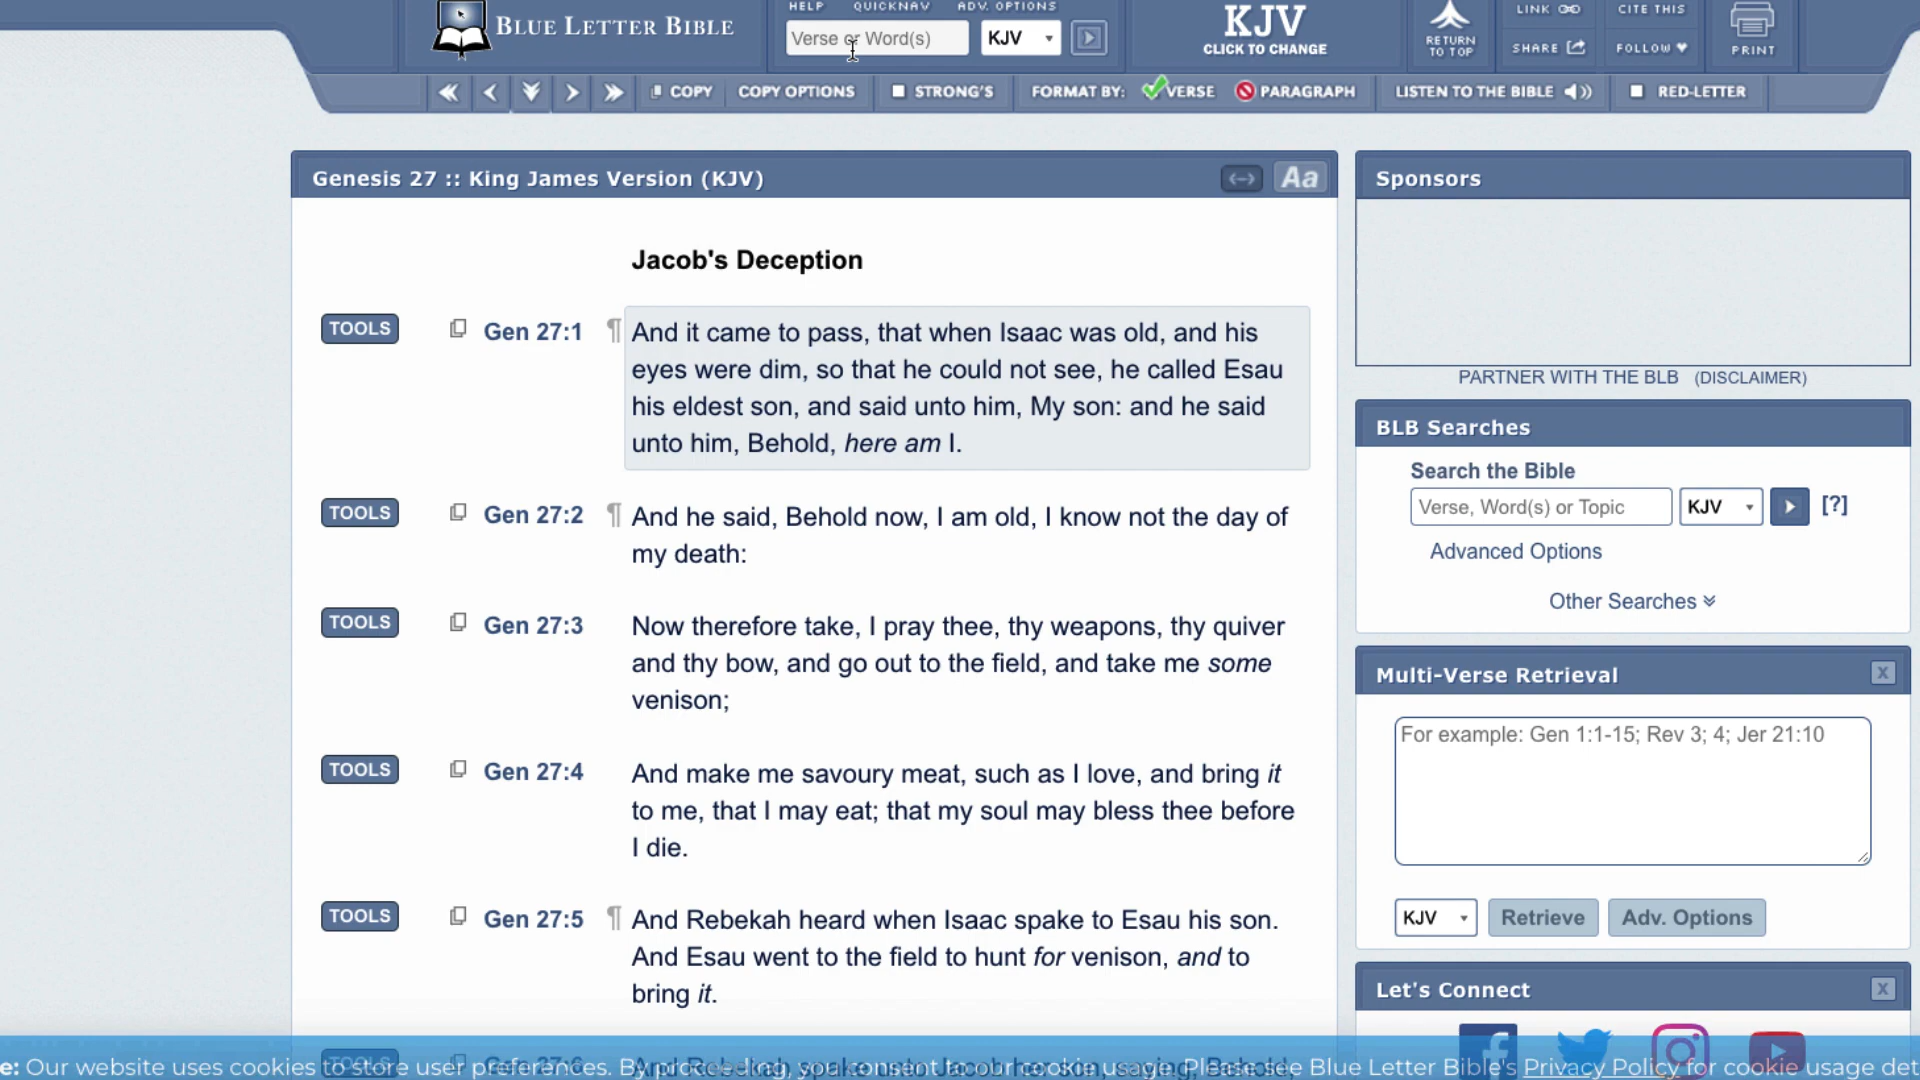 BLUE LETTER BIBLE
HELP QUICKNAV ADV. OPTIONS
Verse or Word(s) KJV
KJV
CLICK TO CHANGE
RETURN
TO TOP
LINK CITE THIS
SHARE FOLLOW
PRINT
COPY COPY OPTIONS STRONG'S FORMAT BY: VERSE PARAGRAPH LISTEN TO THE BIBLE RED-LETTER
Genesis 27 :: King James Version (KJV) Aa
Jacob's Deception
TOOLS Gen 27:1 ¶ And it came to pass, that when Isaac was old, and his
eyes were dim, so that he could not see, he called Esau
his eldest son, and said unto him, My son: and he said
unto him, Behold, here am I.
TOOLS Gen 27:2 ¶ And he said, Behold now, I am old, I know not the day of
my death:
TOOLS Gen 27:3 Now therefore take, I pray thee, thy weapons, thy quiver
and thy bow, and go out to the field, and take me some
venison;
TOOLS Gen 27:4 And make me savoury meat, such as I love, and bring it
to me, that I may eat; that my soul may bless thee before
I die.
TOOLS Gen 27:5 ¶ And Rebekah heard when Isaac spake to Esau his son.
And Esau went to the field to hunt for venison, and to
bring it.
Sponsors
PARTNER WITH THE BLB (DISCLAIMER)
BLB Searches
Search the Bible
Verse, Word(s) or Topic KJV [?]
Advanced Options
Other Searches
Multi-Verse Retrieval X
For example: Gen 1:1-15; Rev 3; 4; Jer 21:10
KJV Retrieve Adv. Options
Let's Connect X
e: Our website uses cookies to store user preferences. By proceeding, you consent to our cookie usage. Please see Blue Letter Bible's Privacy Policy for cookie usage det